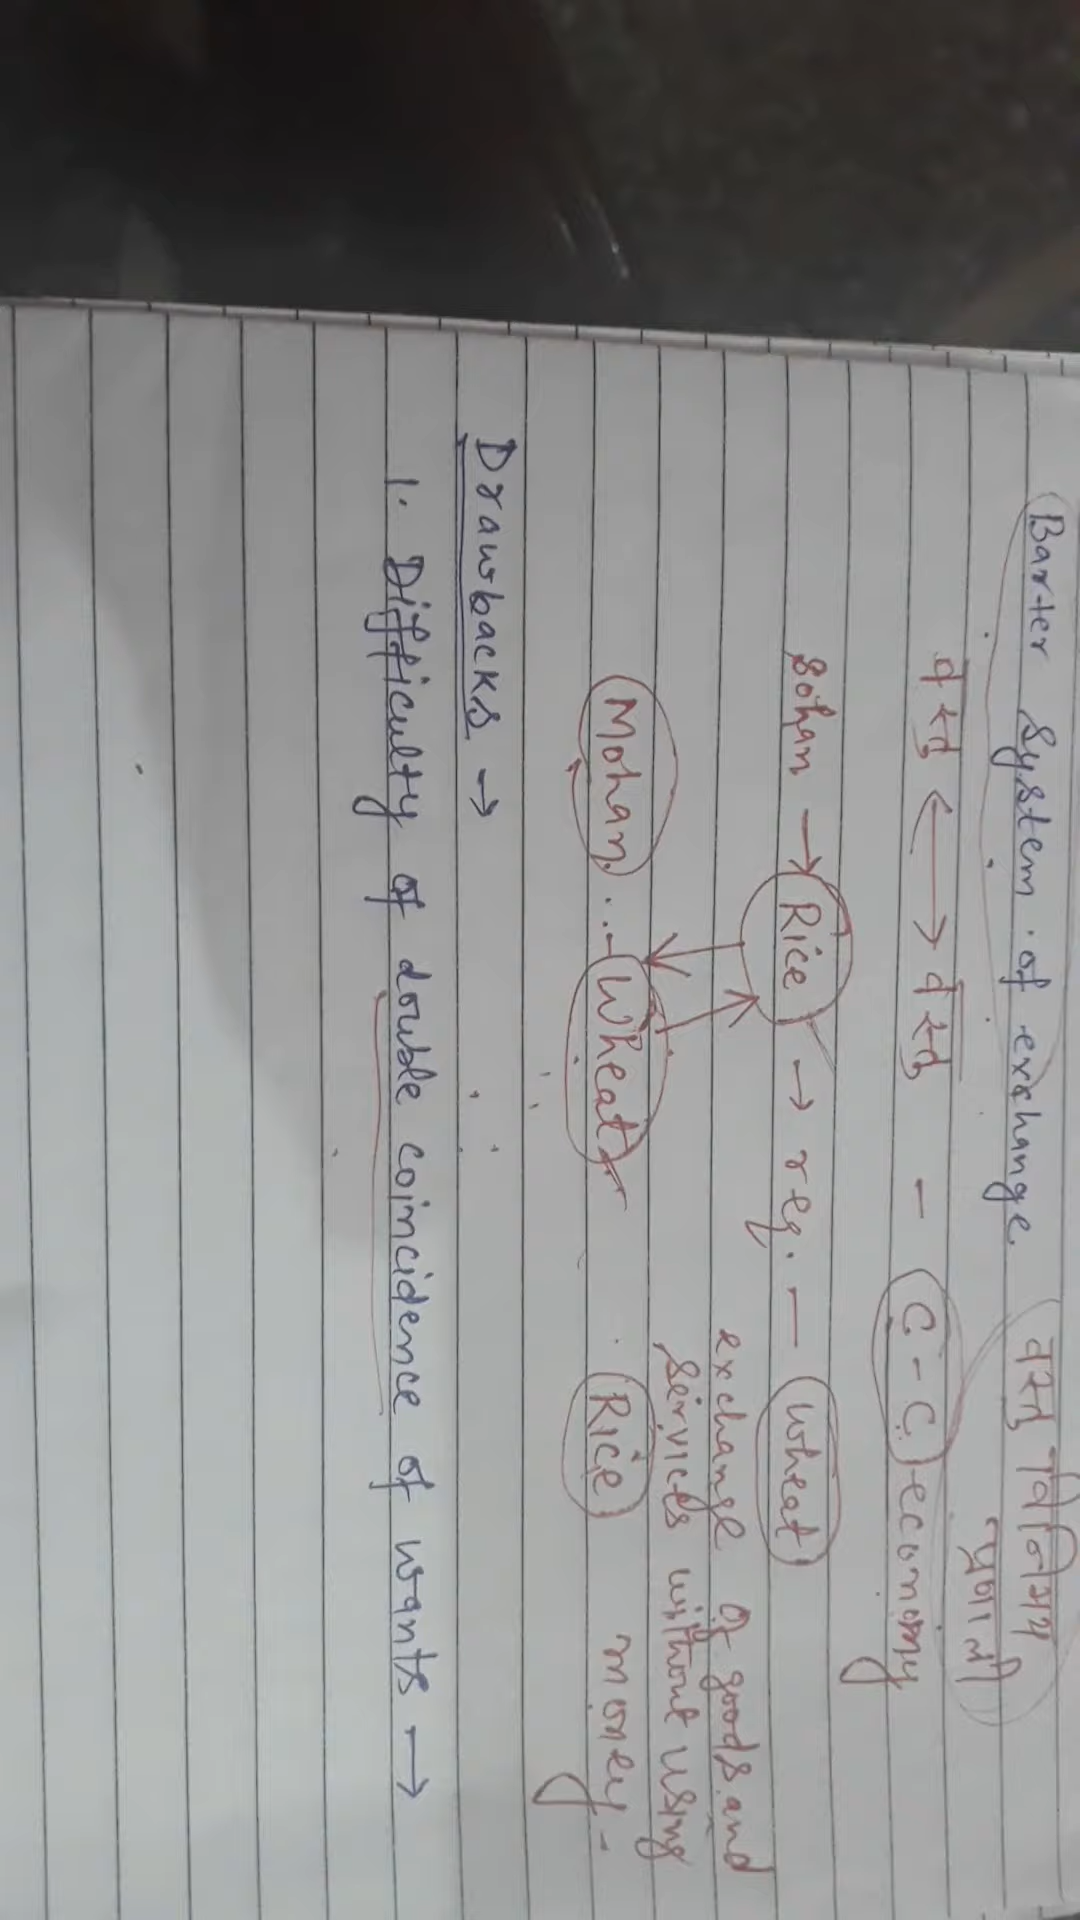 Barter System of exchange वस्तु विनिमय
प्रणाली
वस्तु ⟷ वस्तु - C-C economy
Sohan → Rice → req. — Wheat
exchange of goods and
services without using
Mohan - Wheat Rice money -
Drawbacks →
1. Difficulty of double coincidence of wants →